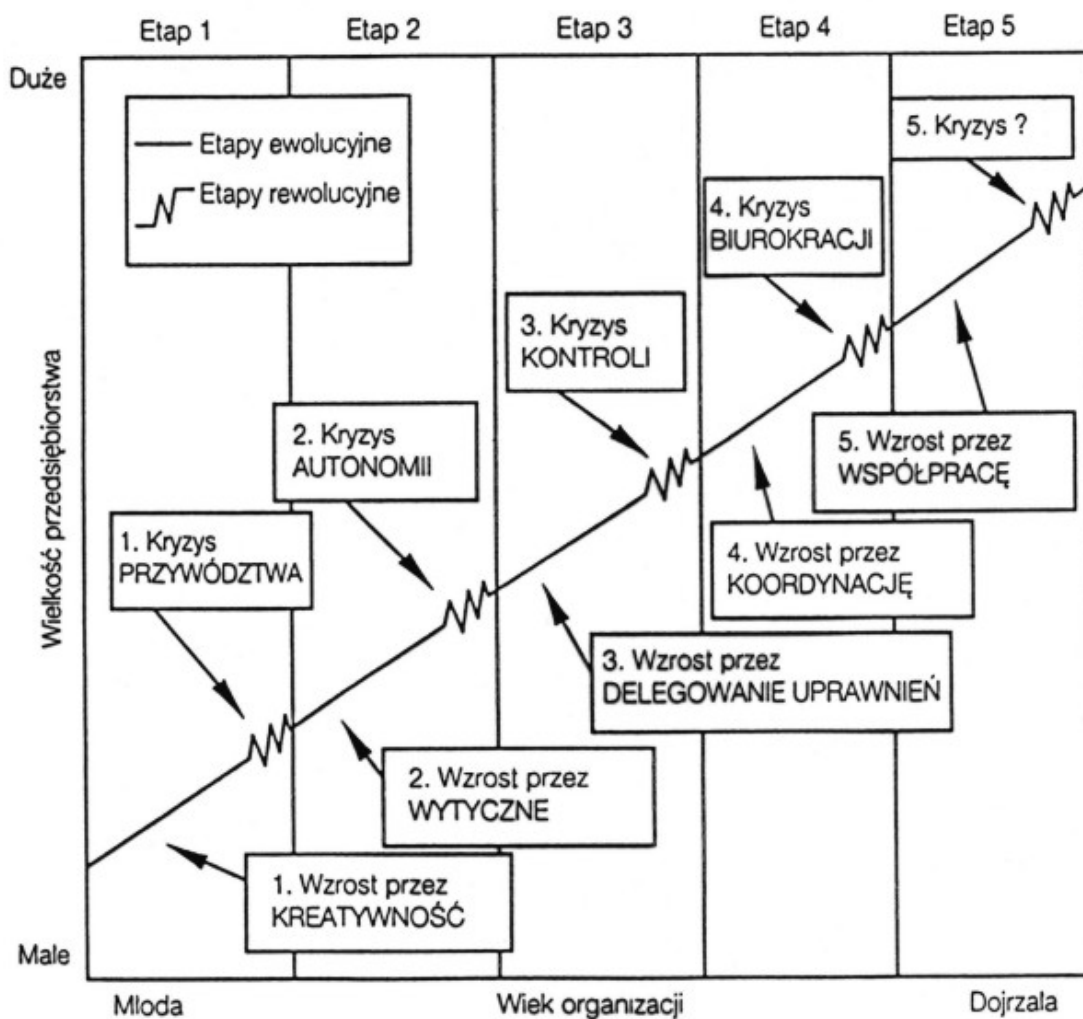 Etap 1
Etap 2
Etap 3
Etap 4
Etap 5
Duże
Etapy ewolucyjne
Etapy rewolucyjne
5. Kryzys ?
4. Kryzys
BIUROKRACJI
3. Kryzys
KONTROLI
2. Kryzys
AUTONOMII
1. Kryzys
PRZYWÓDZTWA
5. Wzrost przez
WSPÓŁPRACĘ
4. Wzrost przez
KOORDYNACJĘ
3. Wzrost przez
DELEGOWANIE UPRAWNIEŃ
2. Wzrost przez
WYTYCZNE
1. Wzrost przez
KREATYWNOŚĆ
Wielkość przedsiębiorstwa
Male
Młoda
Wiek organizacji
Dojrzala